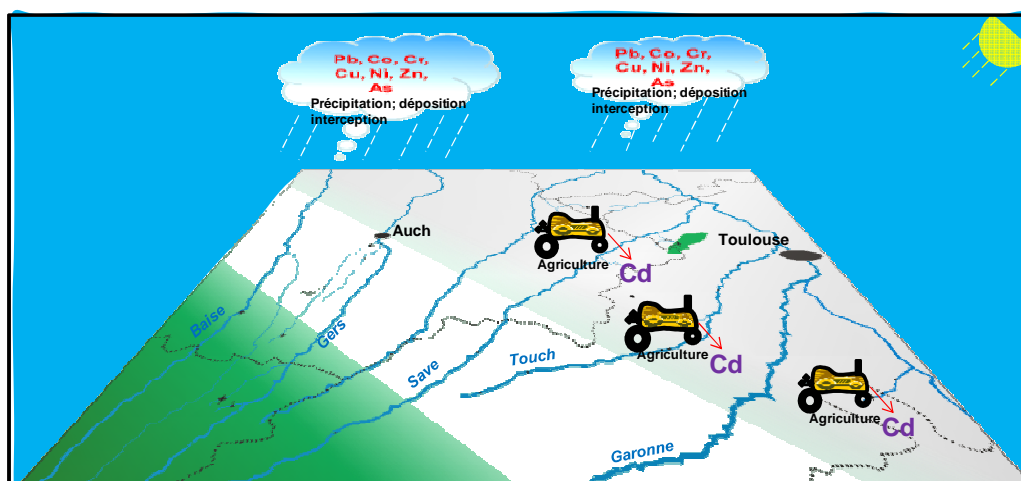 Pb, Co, Cr,
Cu, Ni, Zn,
As
Précipitation; déposition
interception
Pb, Co, Cr,
Cu, Ni, Zn,
As
Précipitation; déposition
interception
Auch
Toulouse
Agriculture
Cd
Baise
Gers
Save
Touch
Agriculture
Cd
Agriculture
Cd
Garonne